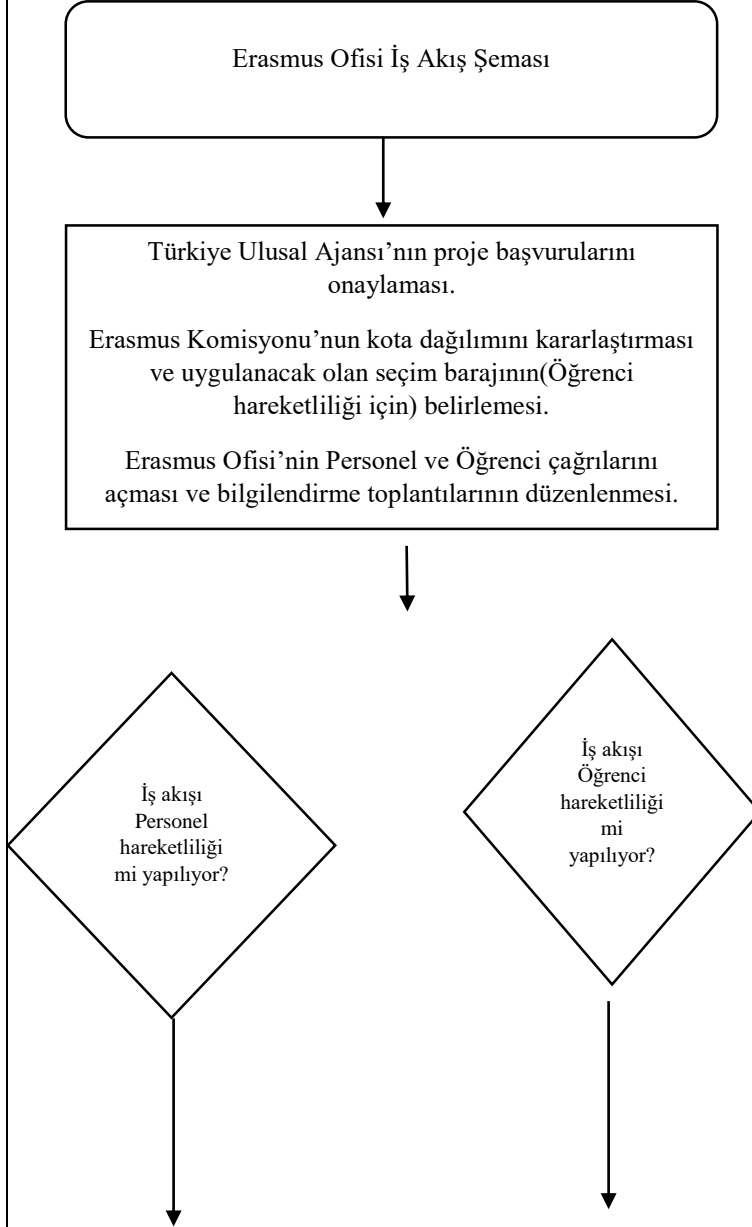 Erasmus Ofisi İş Akış Şeması
Türkiye Ulusal Ajansı’nın proje başvurularını
onaylaması.
Erasmus Komisyonu’nun kota dağılımını kararlaştırması
ve uygulanacak olan seçim barajının(Öğrenci
hareketliliği için) belirlemesi.
Erasmus Ofisi’nin Personel ve Öğrenci çağrılarını
açması ve bilgilendirme toplantılarının düzenlenmesi.
İş akışı
Personel
hareketliliği
mi yapılıyor?
İş akışı
Öğrenci
hareketliliği
mi
yapılıyor?